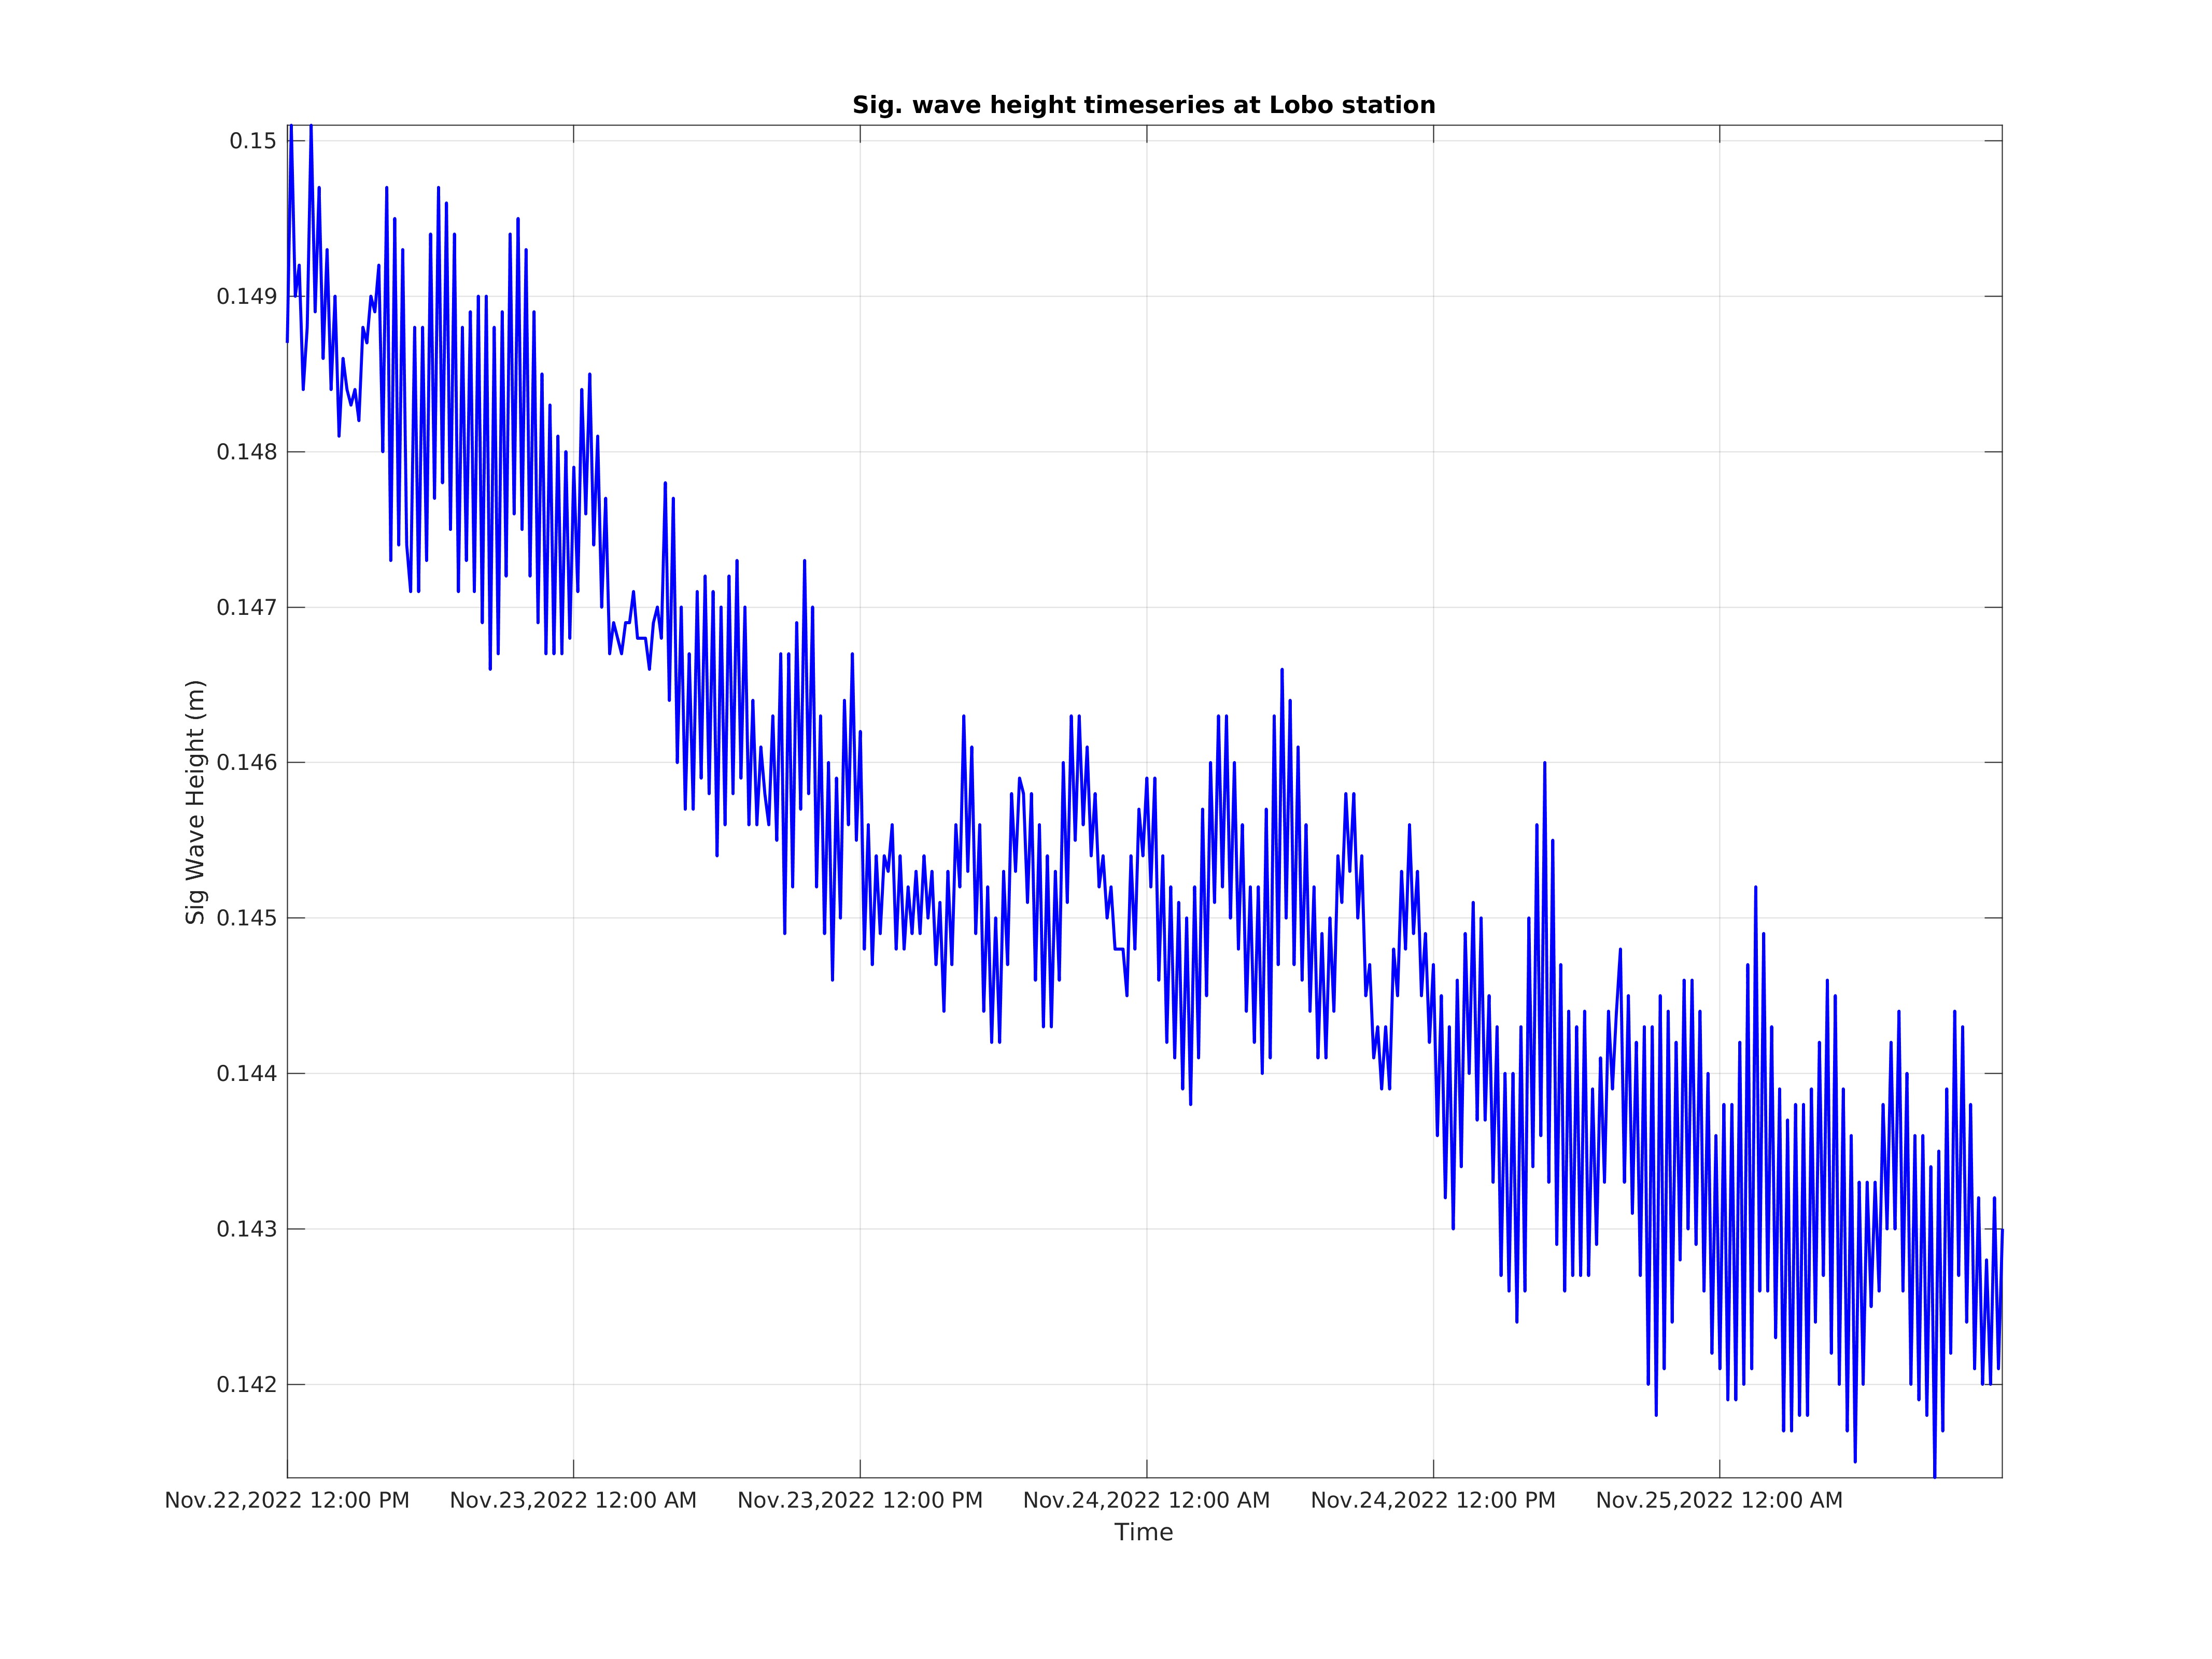 Sig. wave height timeseries at Lobo station
0.15
0.149
0.148
0.147
0.146
0.145
0.144
0.143
0.142
Sig Wave Height (m)
Nov.22,2022 12:00 PM Nov.23,2022 12:00 AM Nov.23,2022 12:00 PM Nov.24,2022 12:00 AM Nov.24,2022 12:00 PM Nov.25,2022 12:00 AM
Time